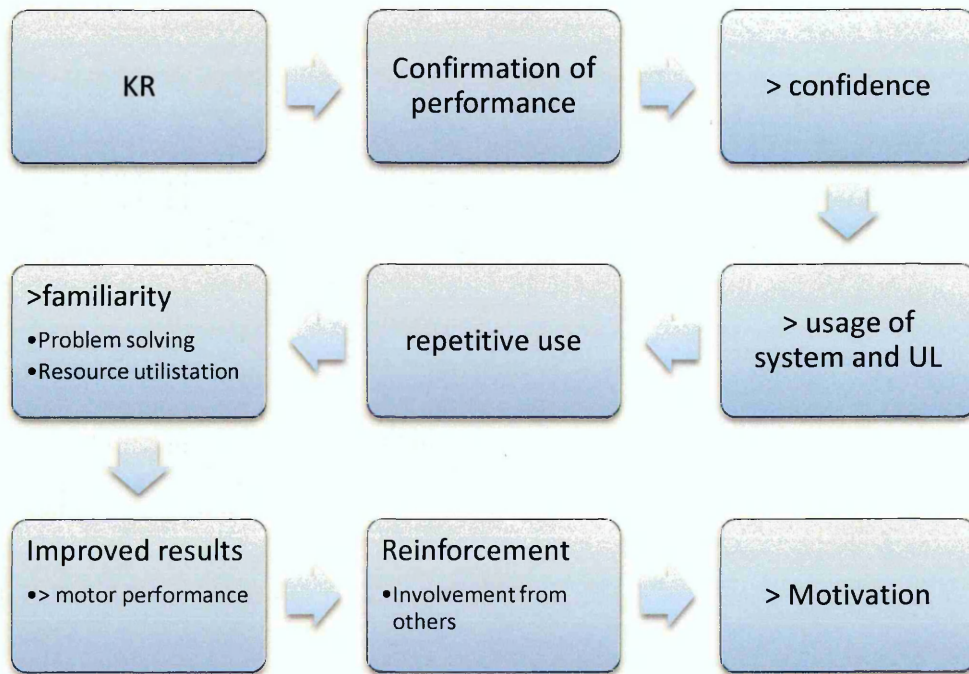 KR
Confirmation of
performance
> confidence
> usage of
system and UL
repetitive use
>familiarity
•Problem solving
•Resource utilistation
Improved results
•> motor performance
Reinforcement
•Involvement from
others
> Motivation